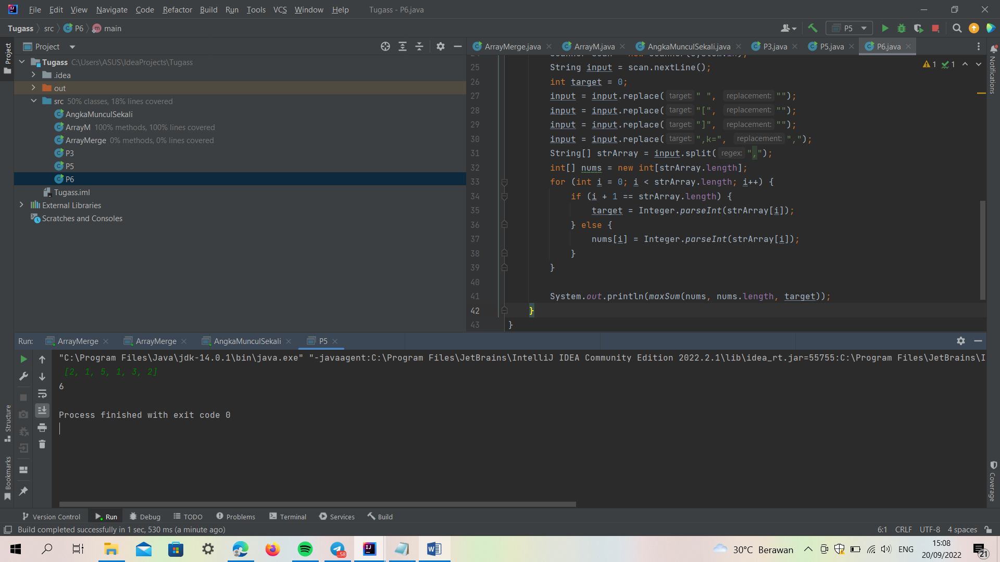 File Edit View Navigate Code Refactor Build Run Tools VCS Window Help Tugass - P6.java
Tugass src P6 main P5
Project
ArrayMerge.java ArrayM.java AngkaMunculSekali.java P3.java P5.java P6.java
Project
Tugass C:\Users\ASUS\IdeaProjects\Tugass
.idea
out
src 50% classes, 18% lines covered
AngkaMunculSekali
ArrayM 100% methods, 100% lines covered
ArrayMerge 0% methods, 0% lines covered
P3
P5
P6
Tugass.iml
External Libraries
Scratches and Consoles
1 1
25 String input = scan.nextLine();
26 int target = 0;
27 input = input.replace( target: " ", replacement: "");
28 input = input.replace( target: "[", replacement: "");
29 input = input.replace( target: "]", replacement: "");
30 input = input.replace( target: ",k=", replacement: ",");
31 String[] strArray = input.split( regex: ",");
32 int[] nums = new int[strArray.length];
33 for (int i = 0; i < strArray.length; i++) {
34 if (i + 1 == strArray.length) {
35 target = Integer.parseInt(strArray[i]);
36 } else {
37 nums[i] = Integer.parseInt(strArray[i]);
38 }
39 }
40
41 System.out.println(maxSum(nums, nums.length, target));
42 }
43 }
Notifications
Run: ArrayMerge ArrayMerge AngkaMunculSekali P5
"C:\Program Files\Java\jdk-14.0.1\bin\java.exe" "-javaagent:C:\Program Files\JetBrains\IntelliJ IDEA Community Edition 2022.2.1\lib\idea_rt.jar=55755:C:\Program Files\JetBrains\I
[2, 1, 5, 1, 3, 2]
6
Process finished with exit code 0
Structure
Bookmarks
Coverage
Version Control Run Debug TODO Problems Terminal Services Build
Build completed successfully in 1 sec, 530 ms (a minute ago) 6:1 CRLF UTF-8 4 spaces
58
30°C Berawan ENG
15:08
20/09/2022
21